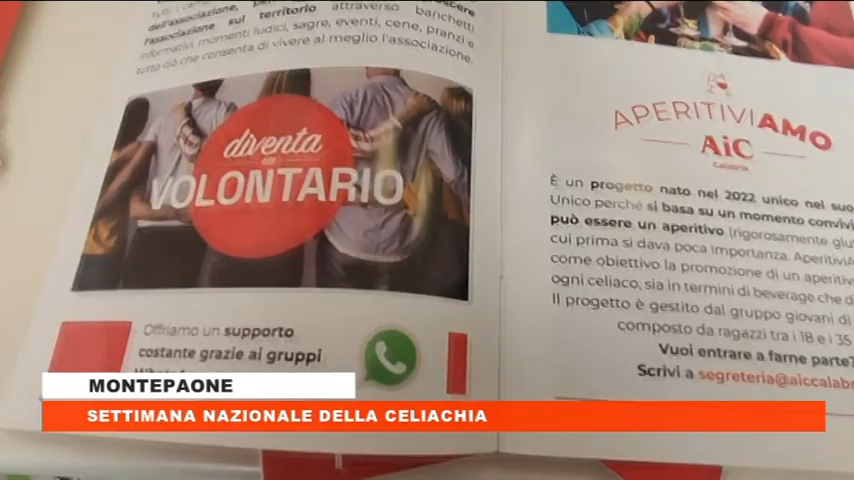 dell'associazione,
l'associazione sul territorio attraverso banchetti
informativi, momenti ludici, sagre, eventi, cene, pranzi e
tutto ciò che consenta di vivere al meglio l'associazione.
diventa
un
VOLONTARIO
Offriamo un supporto
costante grazie ai gruppi
APERITIVIAMO
AiC
Calabria
È un progetto nato nel 2022 unico nel suo
Unico perché si basa su un momento convivi
può essere un aperitivo (rigorosamente glu
cui prima si dava poca importanza. Aperitivi
come obiettivo la promozione di un aperitivo
ogni celiaco, sia in termini di beverage che d
Il progetto è gestito dal gruppo giovani di
composto da ragazzi tra i 18 e i 35
Vuoi entrare a farne parte?
Scrivi a segreteria@aiccalabr
MONTEPAONE
SETTIMANA NAZIONALE DELLA CELIACHIA